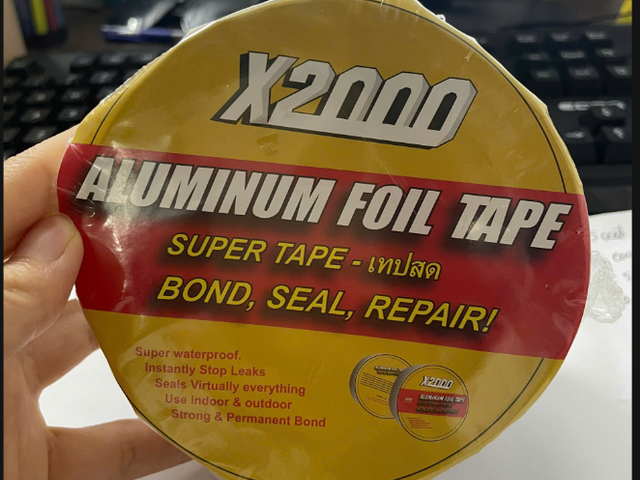 X2000
ALUMINUM FOIL TAPE
SUPER TAPE - เทปสด
BOND, SEAL, REPAIR!
Super waterproof.
Instantly Stop Leaks
Seals Virtually everything
Use indoor & outdoor
Strong & Permanent Bond
X2000
ALUMINUM FOIL TAPE